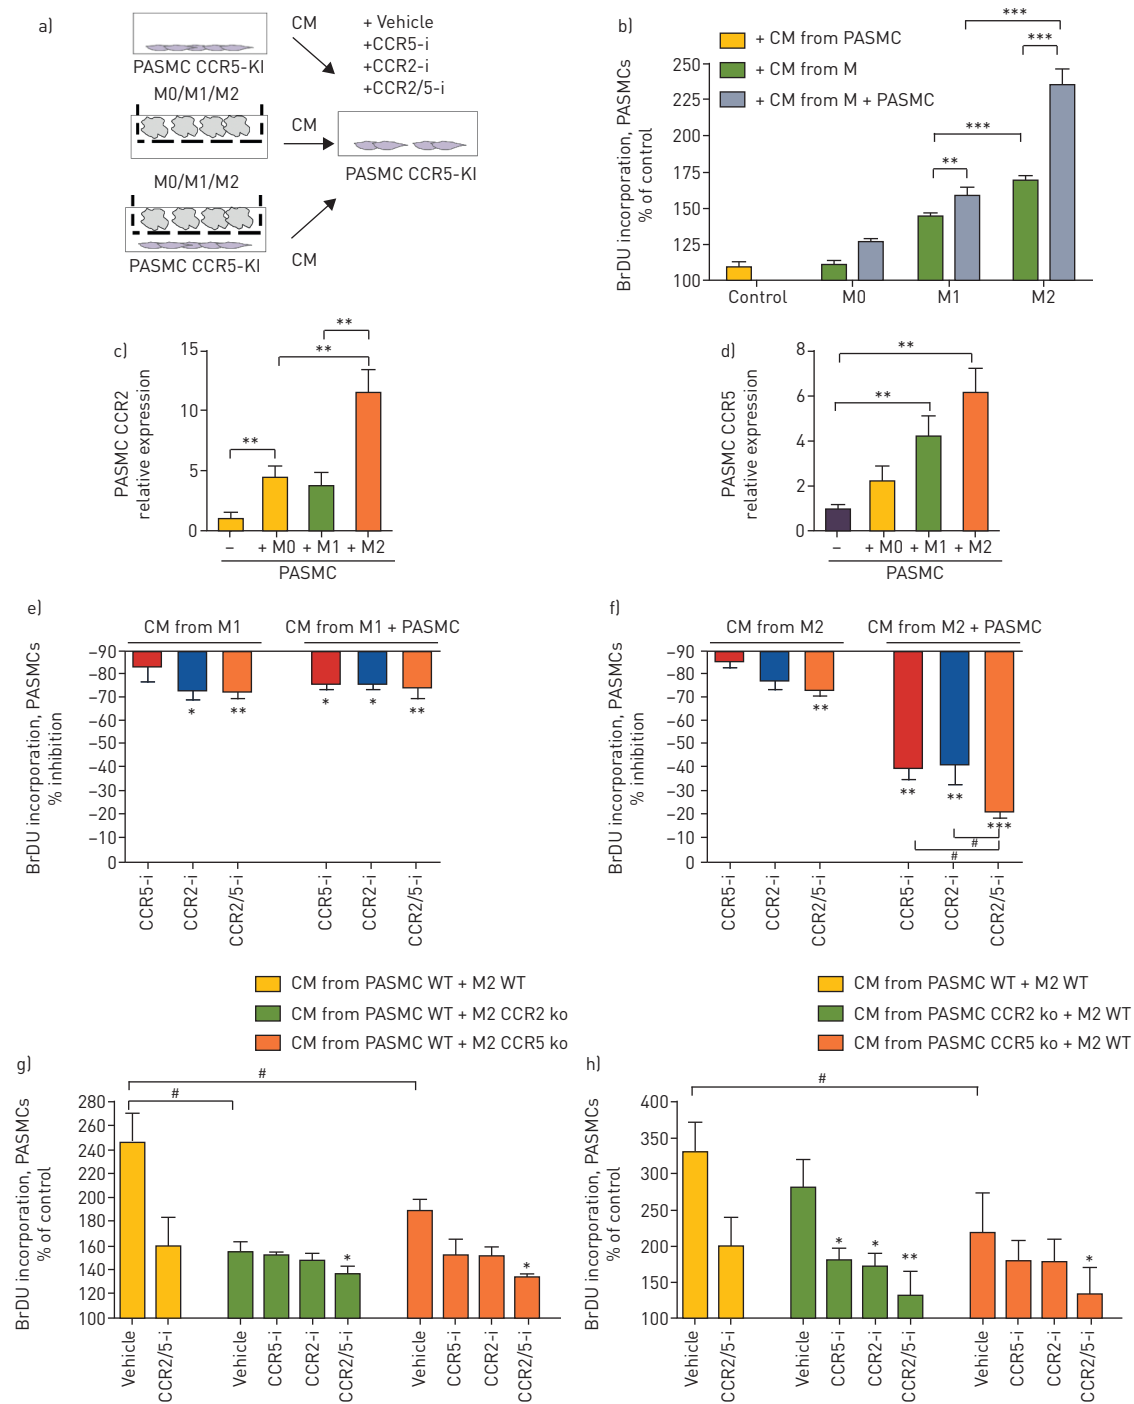 a)
CM
+ Vehicle
+CCR5-i
+CCR2-i
+CCR2/5-i
PASMC CCR5-KI
M0/M1/M2
CM
PASMC CCR5-KI
M0/M1/M2
PASMC CCR5-KI
CM
b)
+ CM from PASMC
+ CM from M
+ CM from M + PASMC
BrDU incorporation, PASMCs
% of control
250
225
200
175
150
125
100
***
***
***
**
Control
M0
M1
M2
c)
PASMC CCR2
relative expression
15
10
5
0
**
**
**
–
+ M0
+ M1
+ M2
PASMC
d)
PASMC CCR5
relative expression
8
6
4
2
0
**
**
–
+ M0
+ M1
+ M2
PASMC
e)
CM from M1
CM from M1 + PASMC
BrDU incorporation, PASMCs
% inhibition
–90
–80
–70
–60
–50
–40
–30
–20
–10
0
*
**
*
*
**
CCR5-i
CCR2-i
CCR2/5-i
CCR5-i
CCR2-i
CCR2/5-i
f)
CM from M2
CM from M2 + PASMC
BrDU incorporation, PASMCs
% inhibition
–90
–80
–70
–60
–50
–40
–30
–20
–10
0
**
**
**
***
#
#
CCR5-i
CCR2-i
CCR2/5-i
CCR5-i
CCR2-i
CCR2/5-i
CM from PASMC WT + M2 WT
CM from PASMC WT + M2 CCR2 ko
CM from PASMC WT + M2 CCR5 ko
g)
BrDU incorporation, PASMCs
% of control
280
260
240
220
200
180
160
140
120
100
#
#
*
*
Vehicle
CCR2/5-i
Vehicle
CCR5-i
CCR2-i
CCR2/5-i
Vehicle
CCR5-i
CCR2-i
CCR2/5-i
CM from PASMC WT + M2 WT
CM from PASMC CCR2 ko + M2 WT
CM from PASMC CCR5 ko + M2 WT
h)
BrDU incorporation, PASMCs
% of control
400
350
300
250
200
150
100
#
*
*
**
*
Vehicle
CCR2/5-i
Vehicle
CCR5-i
CCR2-i
CCR2/5-i
Vehicle
CCR5-i
CCR2-i
CCR2/5-i